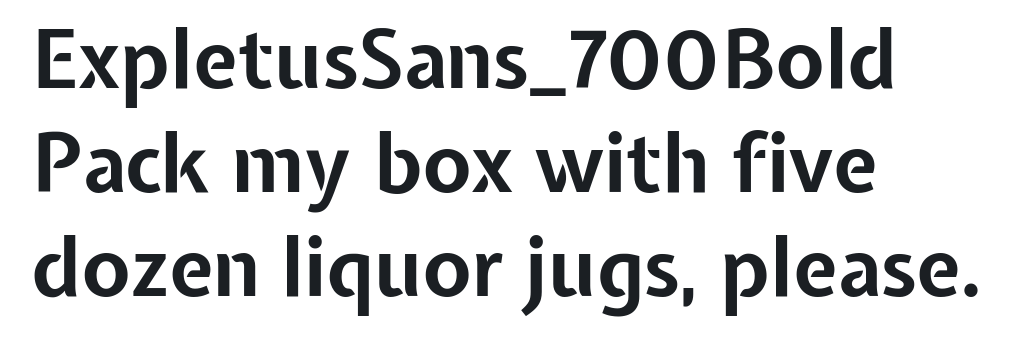 ExpletusSans_700Bold
Pack my box with five
dozen liquor jugs, please.